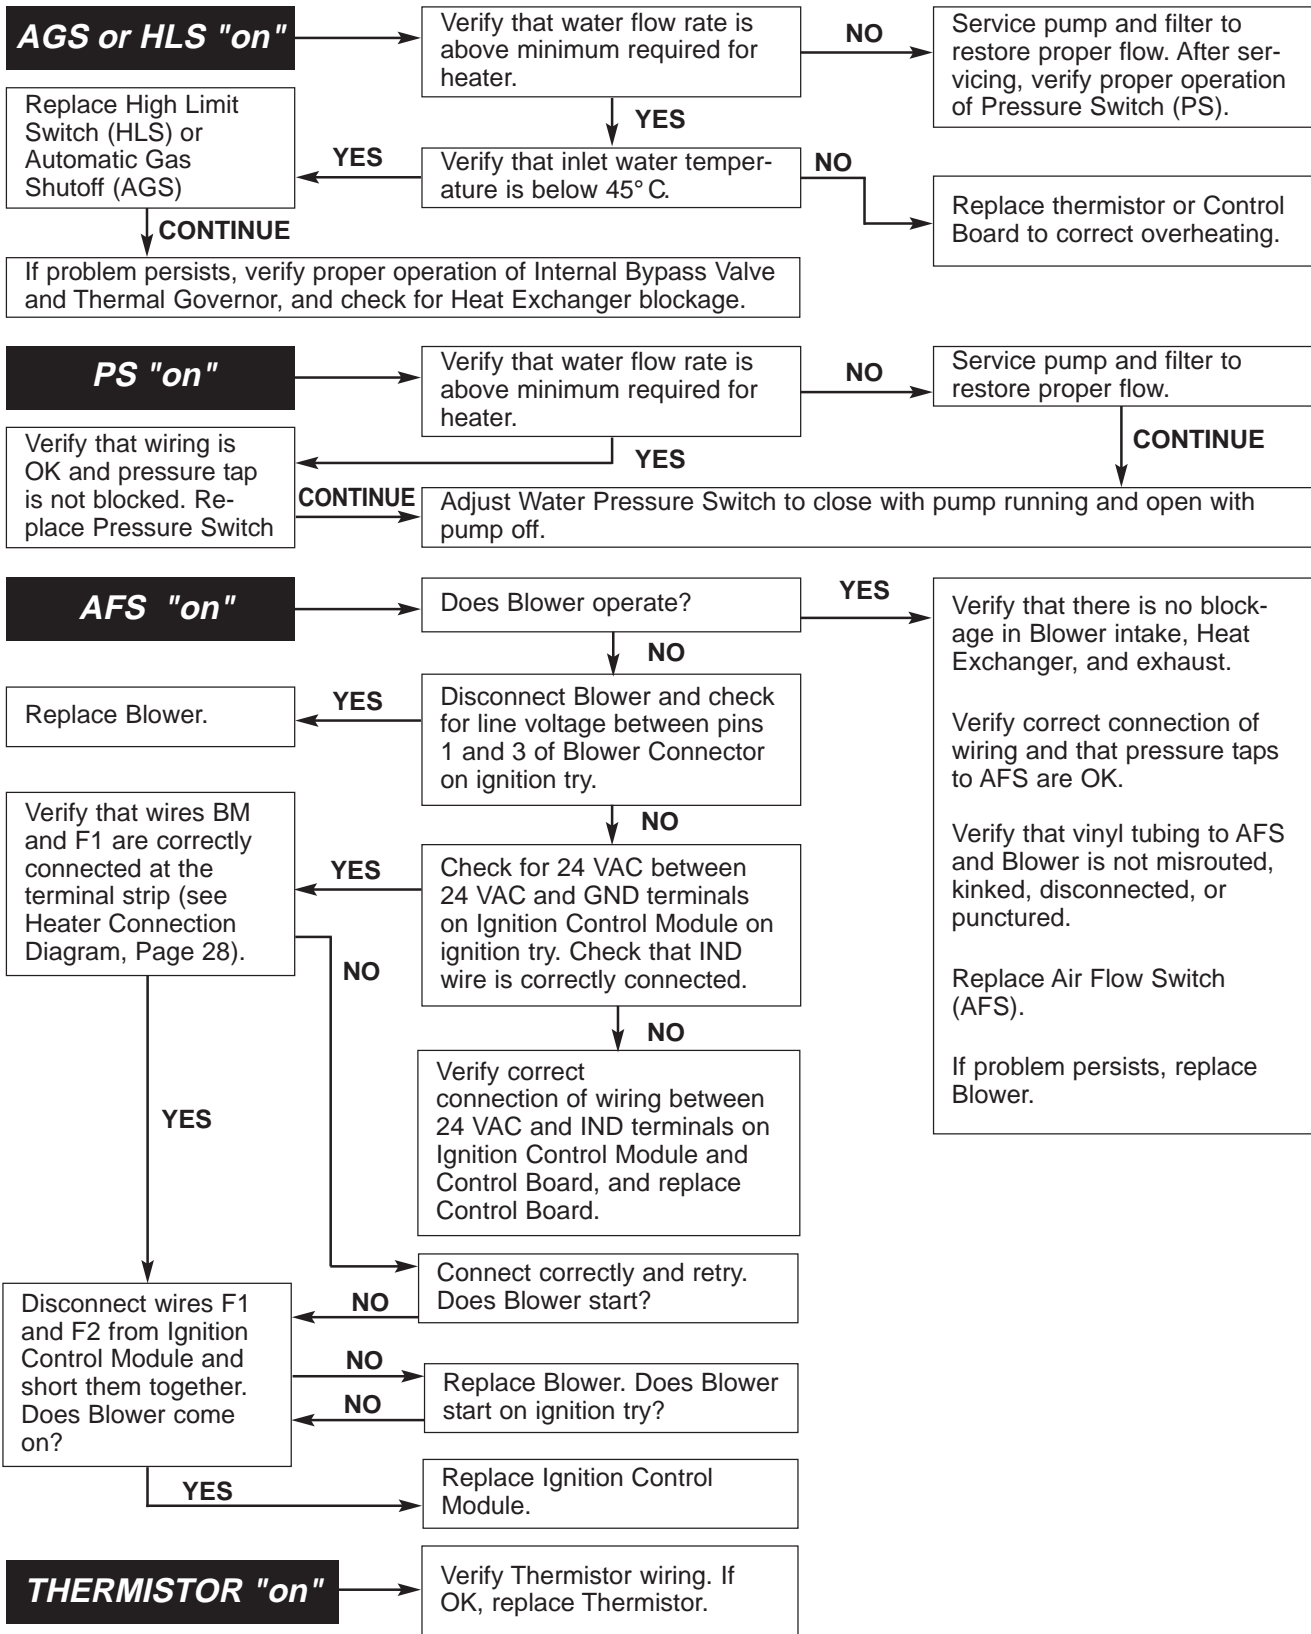 AGS or HLS "on"
Verify that water flow rate is
above minimum required for
heater.
NO
Service pump and filter to
restore proper flow. After ser-
vicing, verify proper operation
of Pressure Switch (PS).
YES
Replace High Limit
Switch (HLS) or
Automatic Gas
Shutoff (AGS)
YES
Verify that inlet water temper-
ature is below 45° C.
NO
Replace thermistor or Control
Board to correct overheating.
CONTINUE
If problem persists, verify proper operation of Internal Bypass Valve
and Thermal Governor, and check for Heat Exchanger blockage.
PS "on"
Verify that water flow rate is
above minimum required for
heater.
NO
Service pump and filter to
restore proper flow.
CONTINUE
YES
Verify that wiring is
OK and pressure tap
is not blocked. Re-
place Pressure Switch
CONTINUE
Adjust Water Pressure Switch to close with pump running and open with
pump off.
AFS "on"
Does Blower operate?
YES
Verify that there is no block-
age in Blower intake, Heat
Exchanger, and exhaust.
Verify correct connection of
wiring and that pressure taps
to AFS are OK.
Verify that vinyl tubing to AFS
and Blower is not misrouted,
kinked, disconnected, or
punctured.
Replace Air Flow Switch
(AFS).
If problem persists, replace
Blower.
NO
Replace Blower.
YES
Disconnect Blower and check
for line voltage between pins
1 and 3 of Blower Connector
on ignition try.
NO
Verify that wires BM
and F1 are correctly
connected at the
terminal strip (see
Heater Connection
Diagram, Page 28).
YES
Check for 24 VAC between
24 VAC and GND terminals
on Ignition Control Module on
ignition try. Check that IND
wire is correctly connected.
NO
NO
Verify correct
connection of wiring between
24 VAC and IND terminals on
Ignition Control Module and
Control Board, and replace
Control Board.
YES
Connect correctly and retry.
Does Blower start?
NO
Disconnect wires F1
and F2 from Ignition
Control Module and
short them together.
Does Blower come
on?
NO
NO
Replace Blower. Does Blower
start on ignition try?
YES
Replace Ignition Control
Module.
THERMISTOR "on"
Verify Thermistor wiring. If
OK, replace Thermistor.